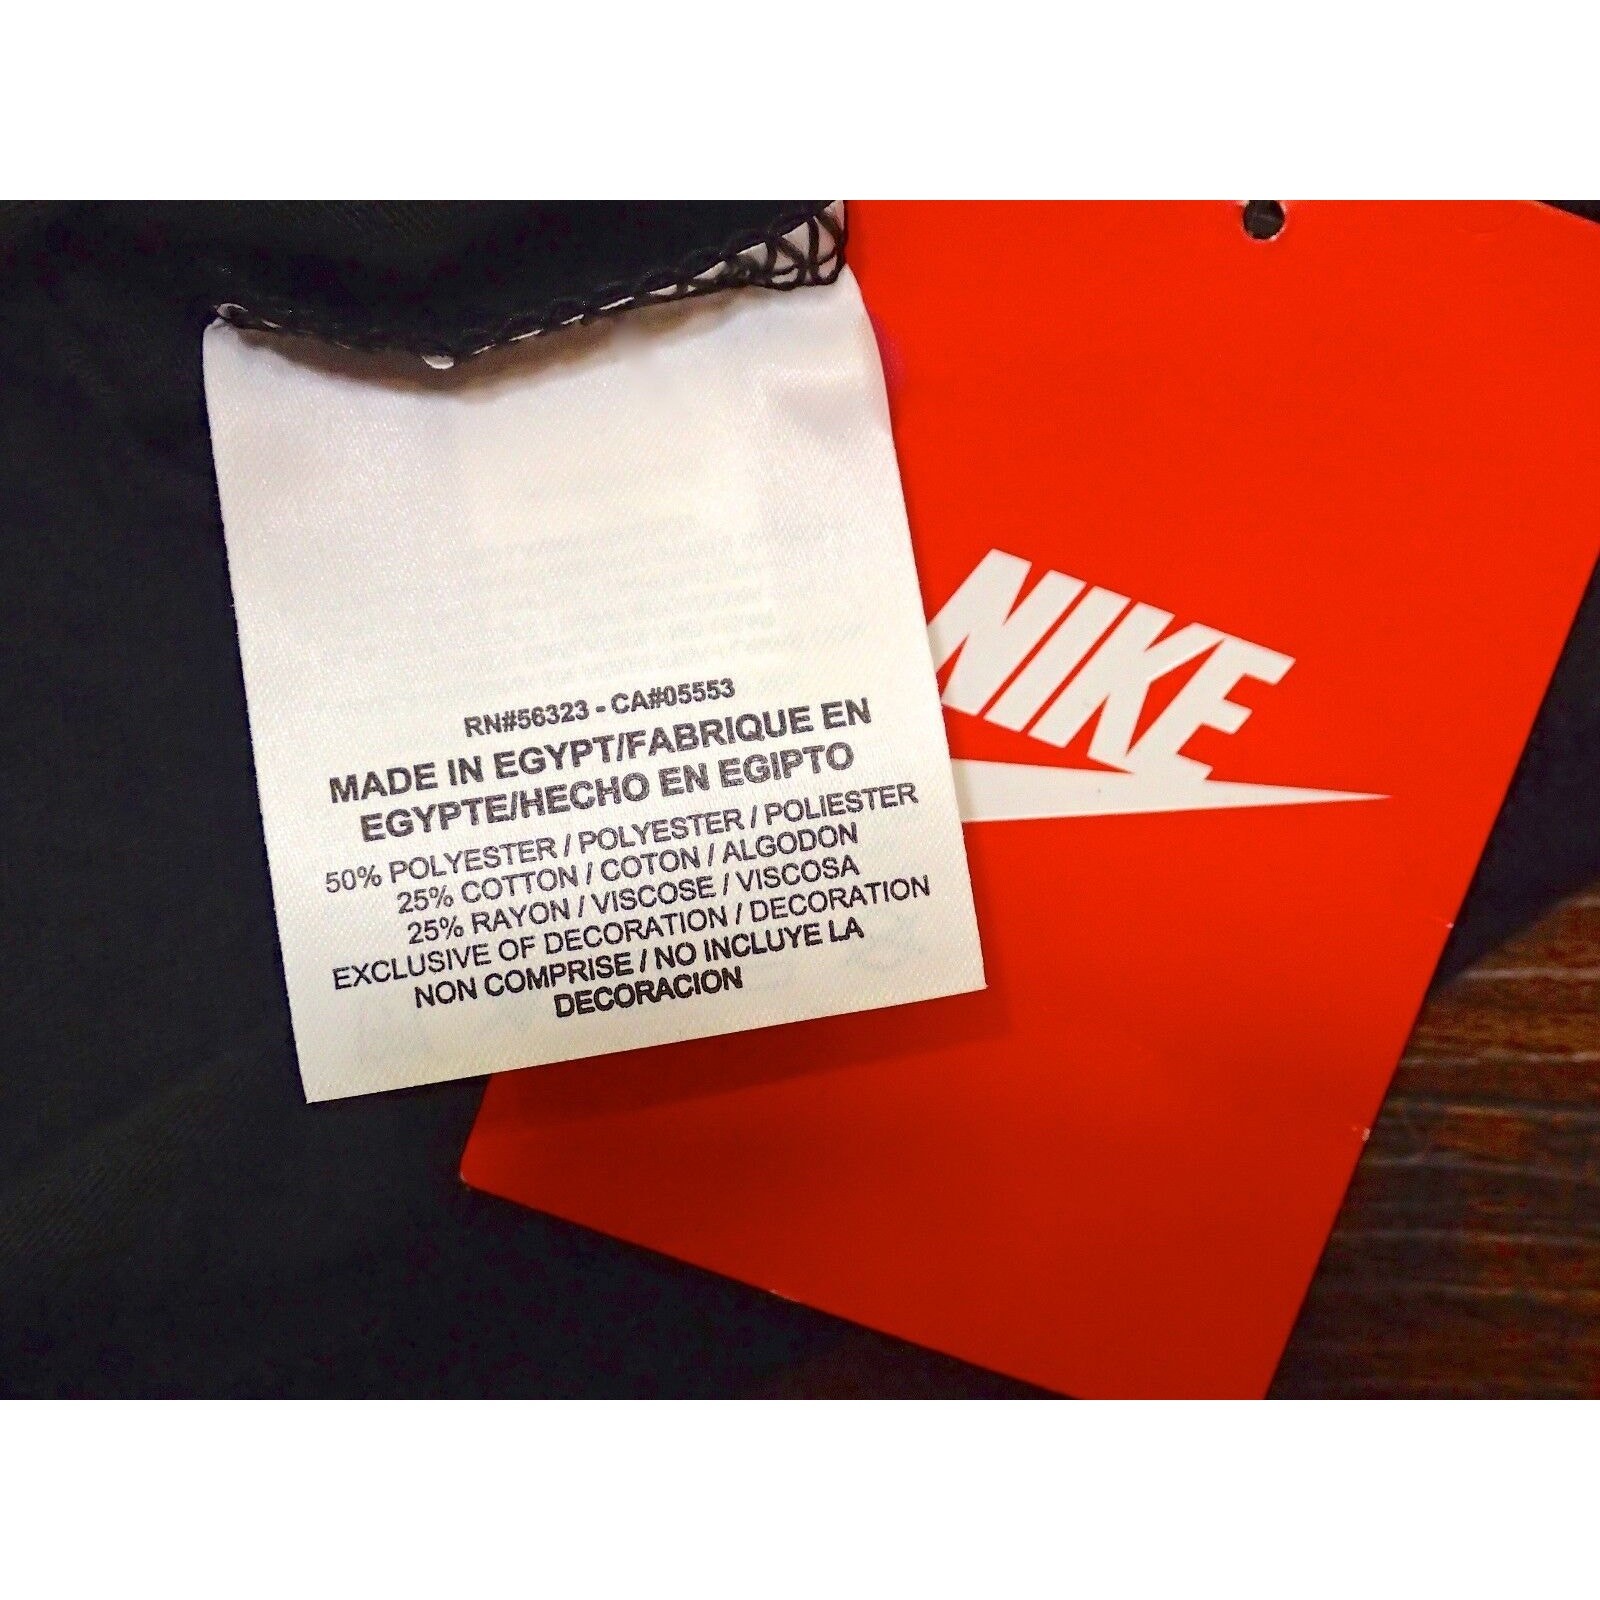 RN#56323 - CA#05553
MADE IN EGYPT/FABRIQUE EN
EGYPTE/HECHO EN EGIPTO
50% POLYESTER / POLYESTER / POLIESTER
25% COTTON / COTON / ALGODON
25% RAYON / VISCOSE / VISCOSA
EXCLUSIVE OF DECORATION / DECORATION
NON COMPRISE / NO INCLUYE LA
DECORACION
NIKE